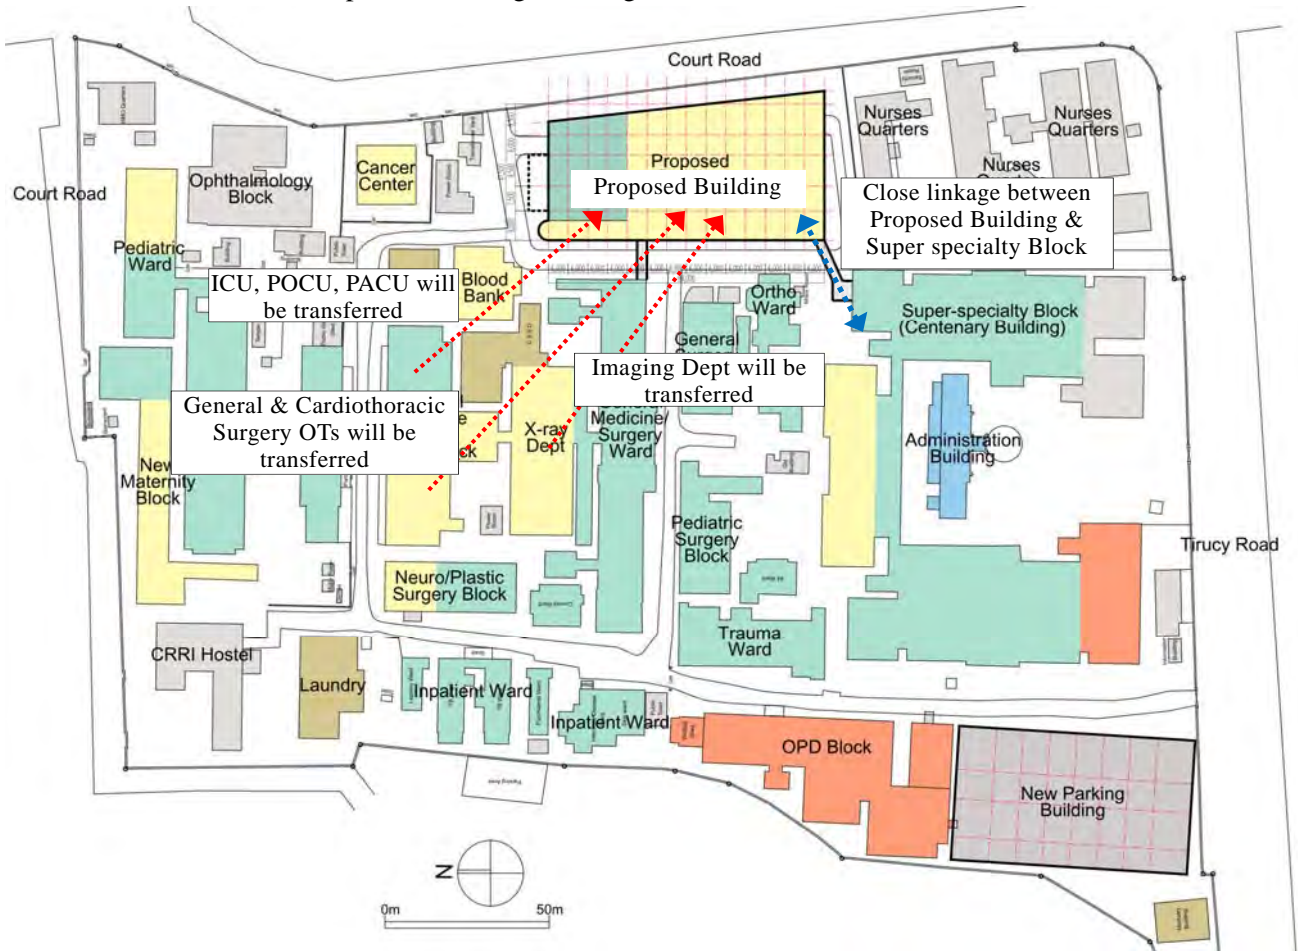 Court Road
Nurses
Quarters
Nurses
Quarters
Nurses
Cancer
Center
Proposed
Proposed Building
Close linkage between
Proposed Building &
Super specialty Block
Court Road
Ophthalmology
Block
Pediatric
Ward
ICU, POCU, PACU will
be transferred
Blood
Bank
Ortho
Ward
General
Super-specialty Block
(Centenary Building)
Imaging Dept will be
transferred
General & Cardiothoracic
Surgery OTs will be
transferred
X-ray
Dept
Medicine/
Surgery
Ward
Administration
Building
New
Maternity
Block
Pediatric
Surgery
Block
Tirucy Road
Neuro/Plastic
Surgery Block
Trauma
Ward
CRRI Hostel
Laundry
Inpatient Ward
Inpatient Ward
OPD Block
New Parking
Building
Parking Area
N
0m
50m